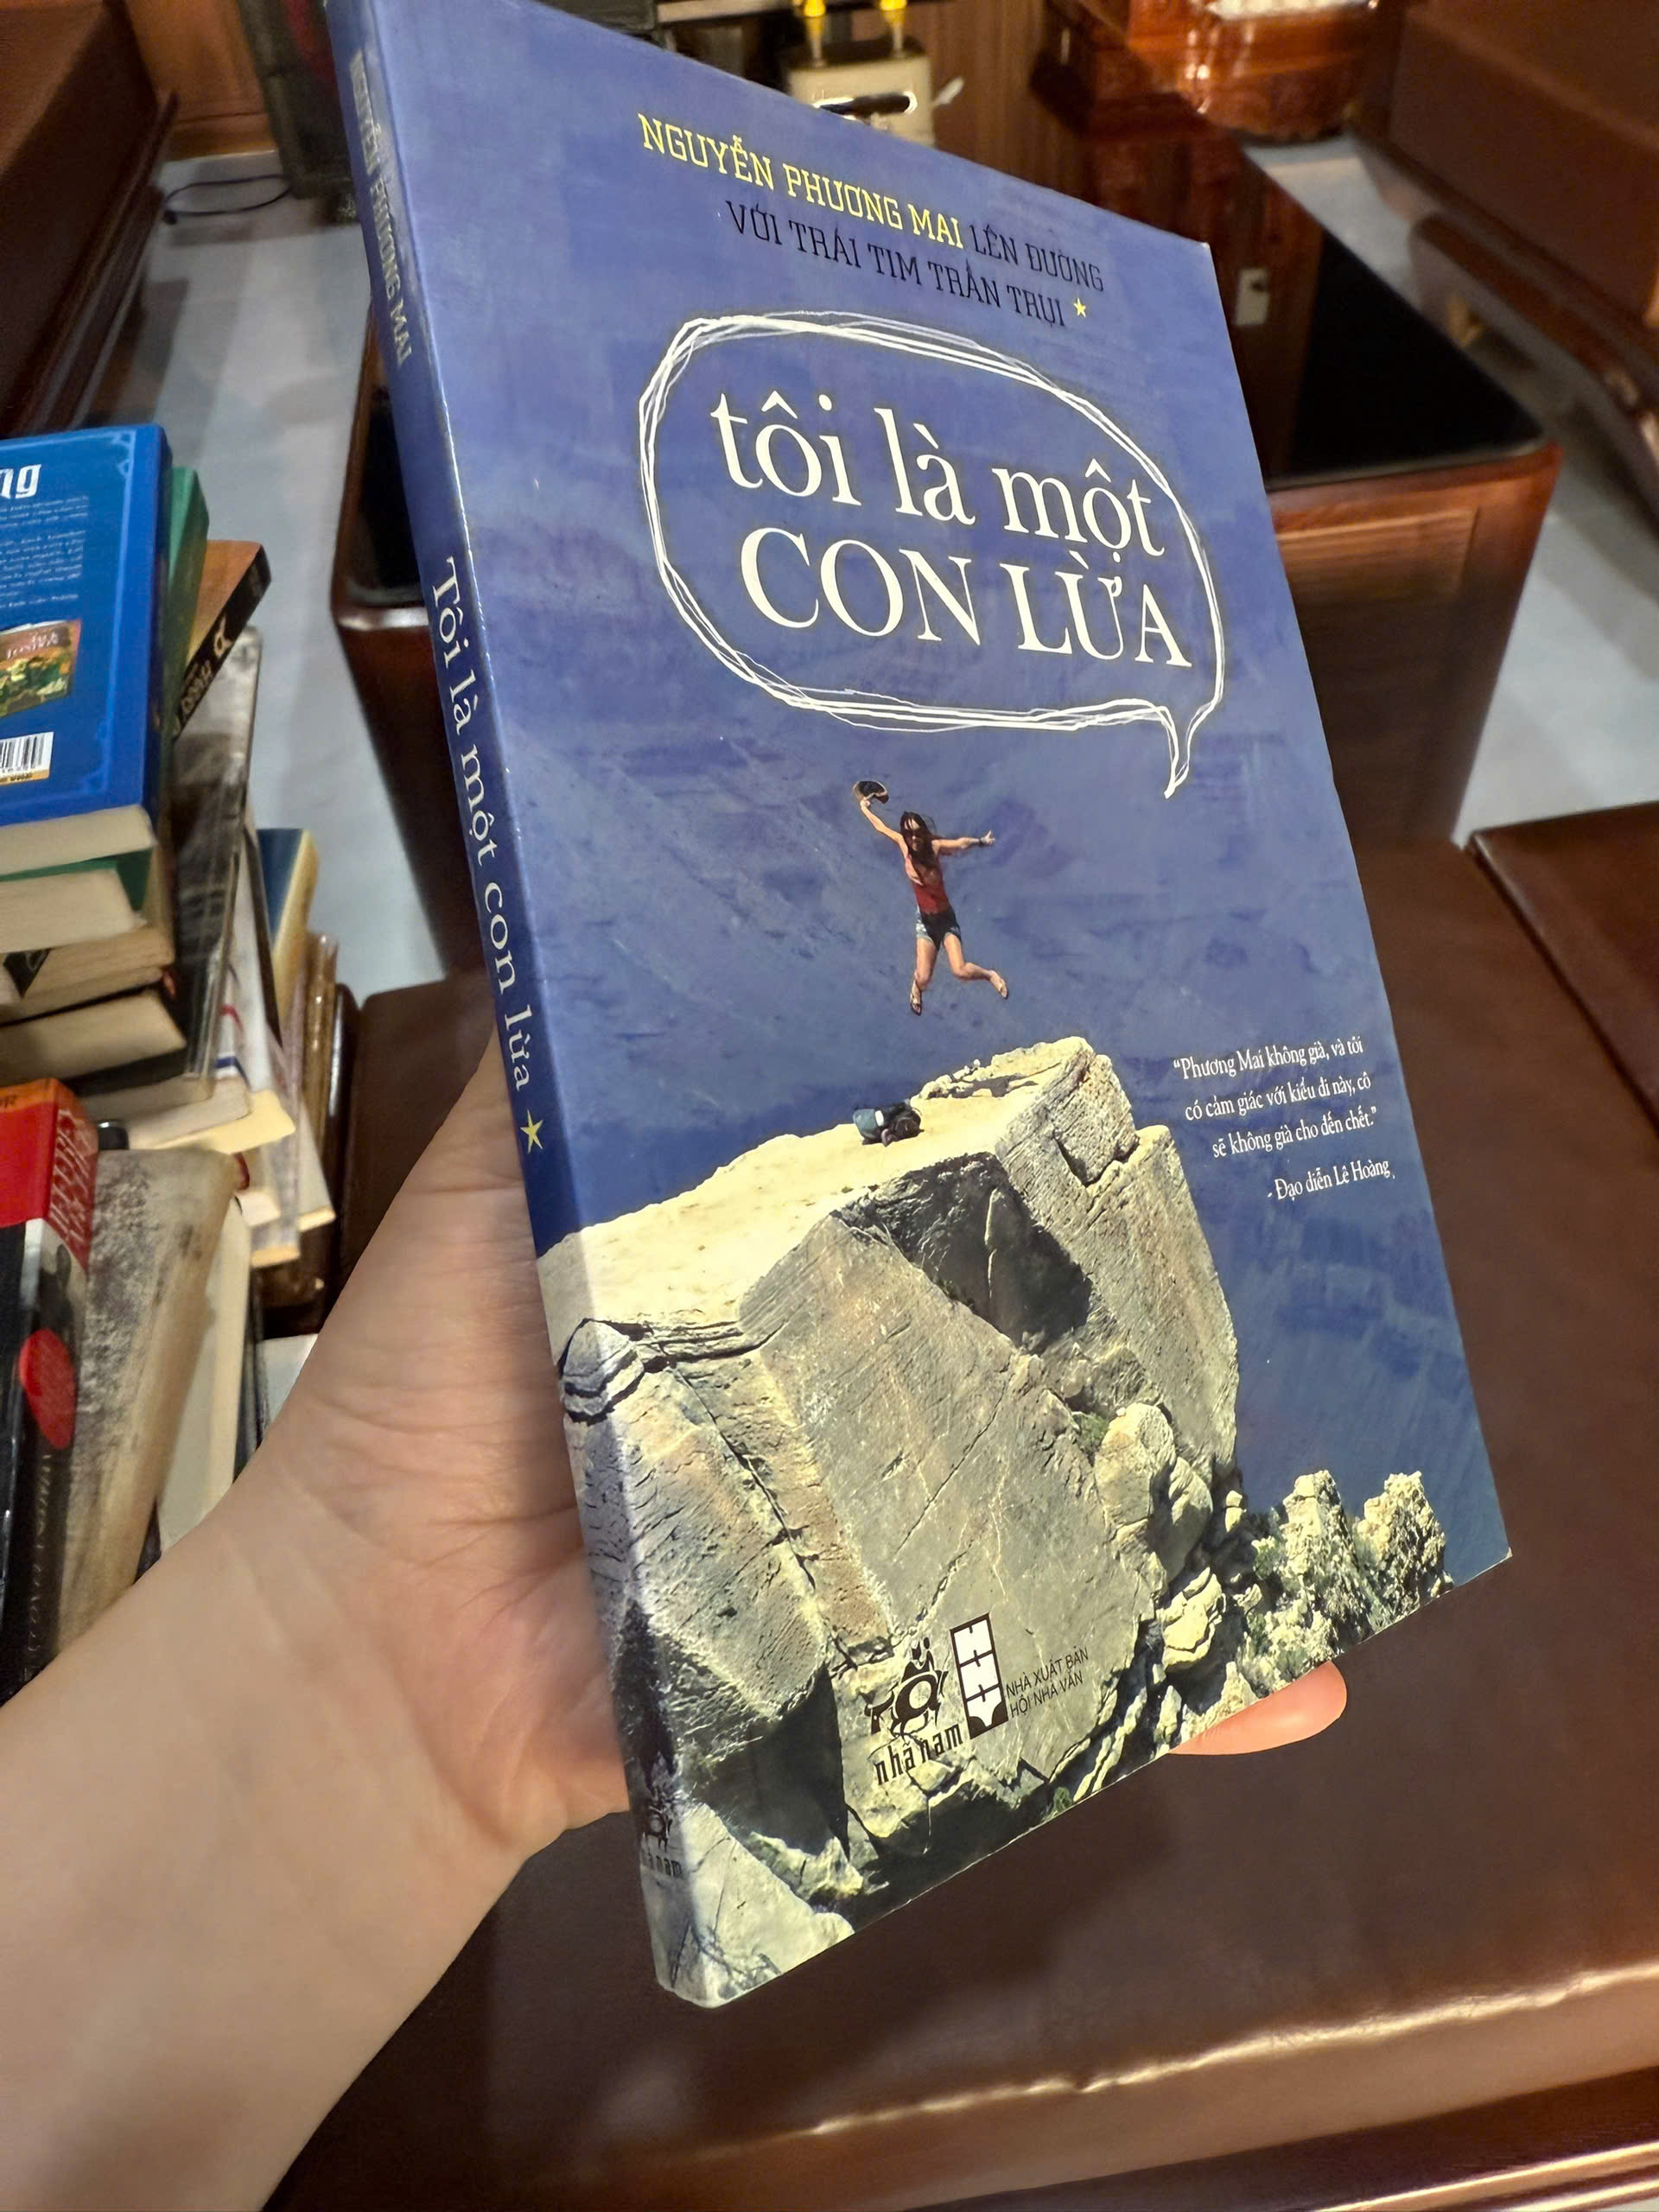 NGUYỄN PHƯƠNG MAI LÊN ĐƯỜNG
VỚI TRÁI TIM TRẦN TRỤI
tôi là một
CON LỪA
"Phương Mai không già, và tôi
có cảm giác với kiểu đi này, cô
sẽ không già cho đến chết."
- Đạo diễn Lê Hoàng
nhã nam
NHÀ XUẤT BẢN
HỘI NHÀ VĂN
NGUYỄN PHƯƠNG MAI
Tôi là một con lừa
nhã nam